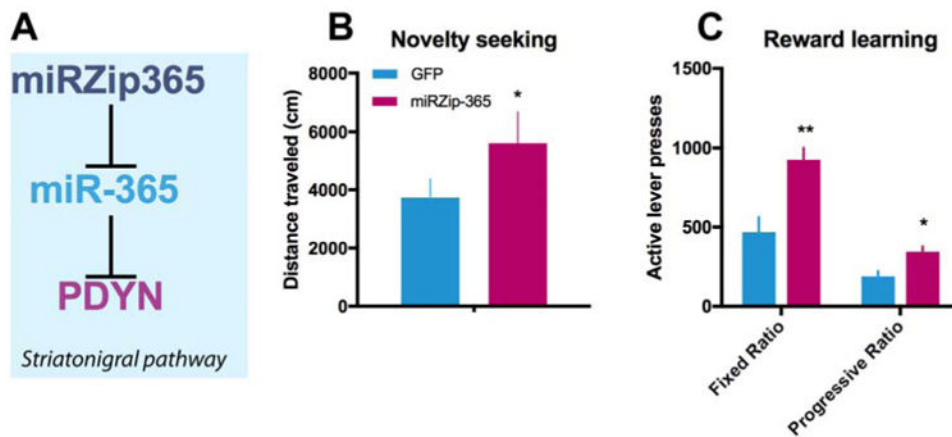 A
miRZip365
miR-365
PDYN
Striatonigral pathway
B
Novelty seeking
GFP
miRZip-365
Distance traveled (cm)
8000
6000
4000
2000
0
*
C
Reward learning
Active lever presses
1500
1000
500
0
**
*
Fixed Ratio
Progressive Ratio